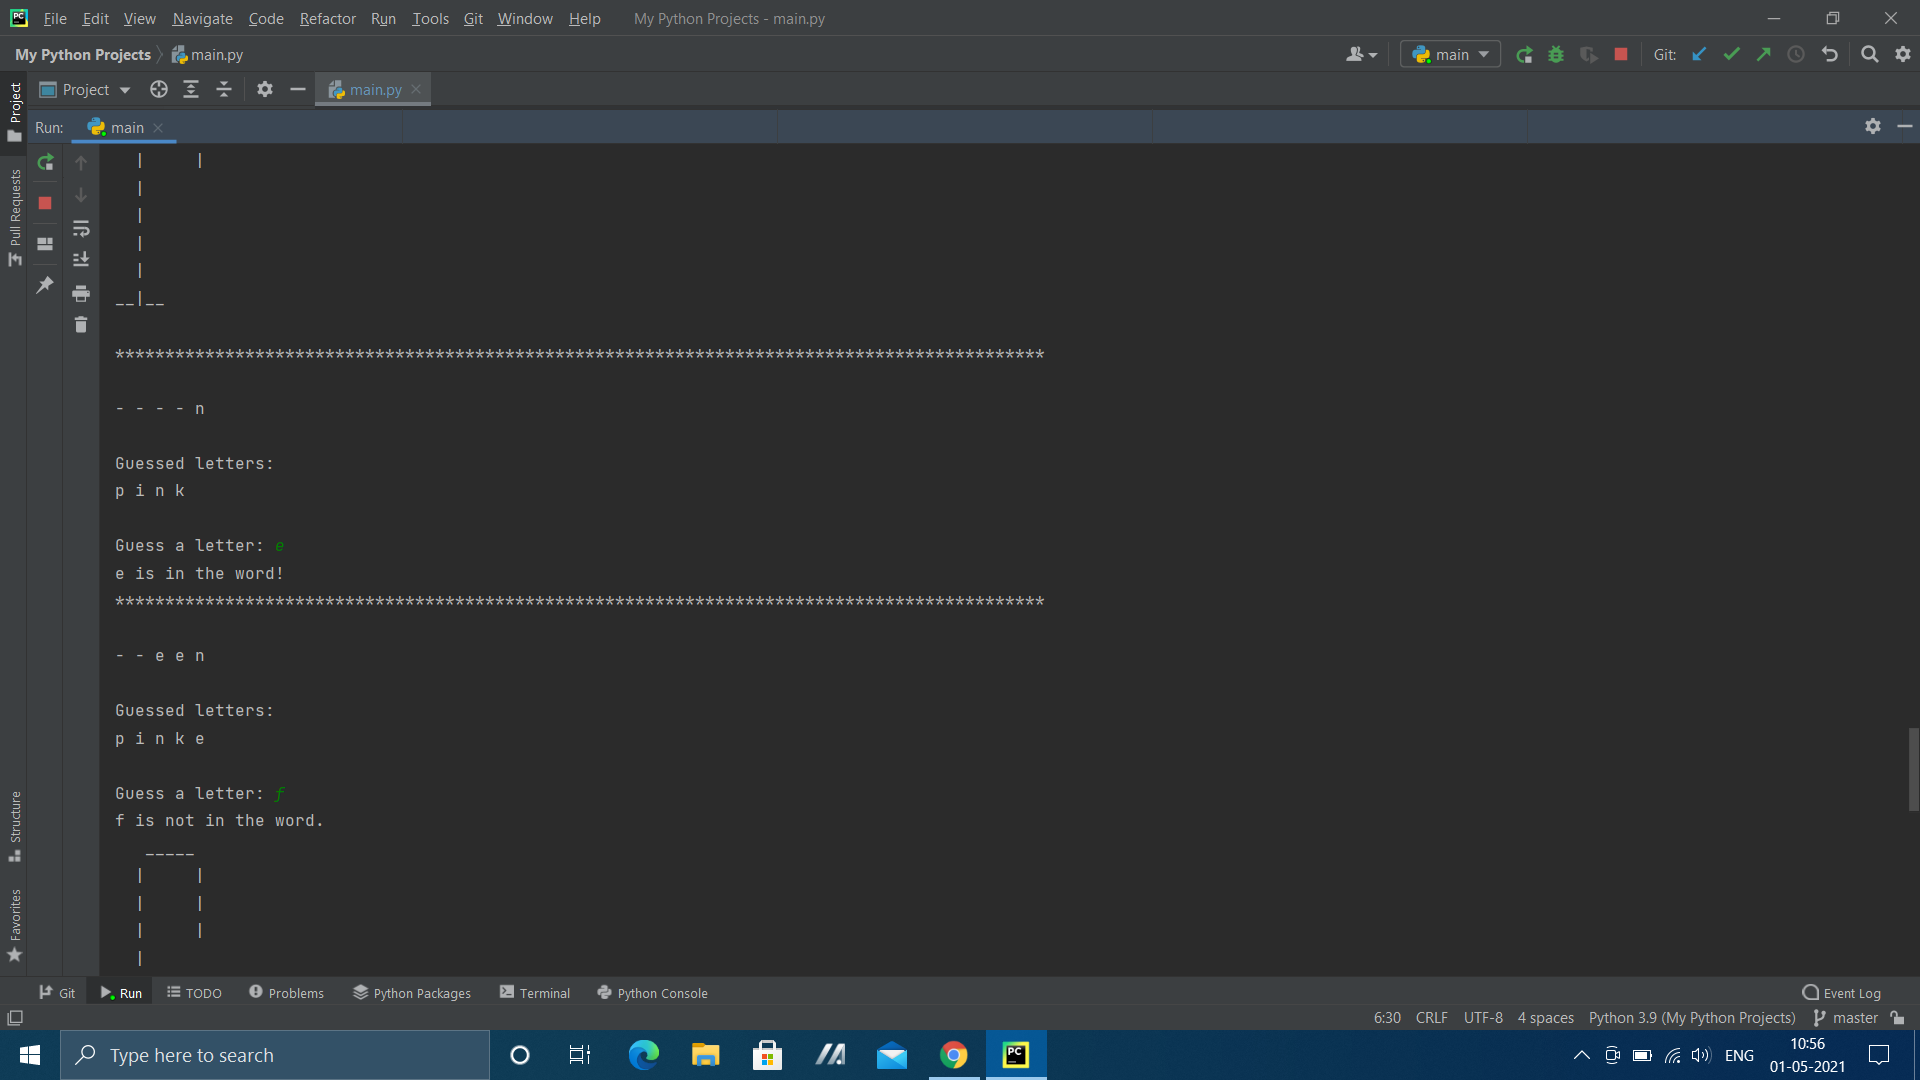 File Edit View Navigate Code Refactor Run Tools Git Window Help My Python Projects - main.py
My Python Projects main.py main Git:
Project main.py
Run: main
Project
Pull Requests
Structure
Favorites
| |
|
|
|
|
__|__
*********************************************************************************************
- - - - n
Guessed letters:
p i n k
Guess a letter: e
e is in the word!
*********************************************************************************************
- - e e n
Guessed letters:
p i n k e
Guess a letter: f
f is not in the word.
_____
| |
| |
| |
|
Git Run TODO Problems Python Packages Terminal Python Console Event Log
6:30 CRLF UTF-8 4 spaces Python 3.9 (My Python Projects) master
Type here to search
PC
ENG
10:56
01-05-2021